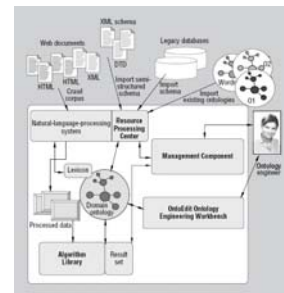 XML schema
Web documents
Legacy databases
DTD
XML
HTML
HTML
Crawl
corpus
Import semi-
structured
schema
Import
schema
Words
O1
Import
existing ontologies
Natural-language-processing
system
Resource
Processing
Center
Management Component
Ontology
engineer
Lexicon
Domain
ontology
Processed data
OntoEdit Ontology
Engineering Workbench
Algorithm
Library
Result
set